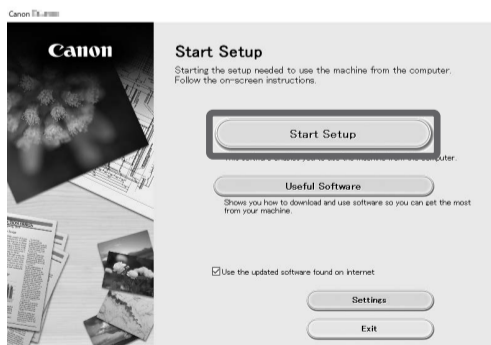 Canon
Canon
Start Setup
Starting the setup needed to use the machine from the computer.
Follow the on-screen instructions.
Start Setup
computer.
Useful Software
Shows you how to download and use software so you can get the most
from your machine.
Use the updated software found on internet
Settings
Exit